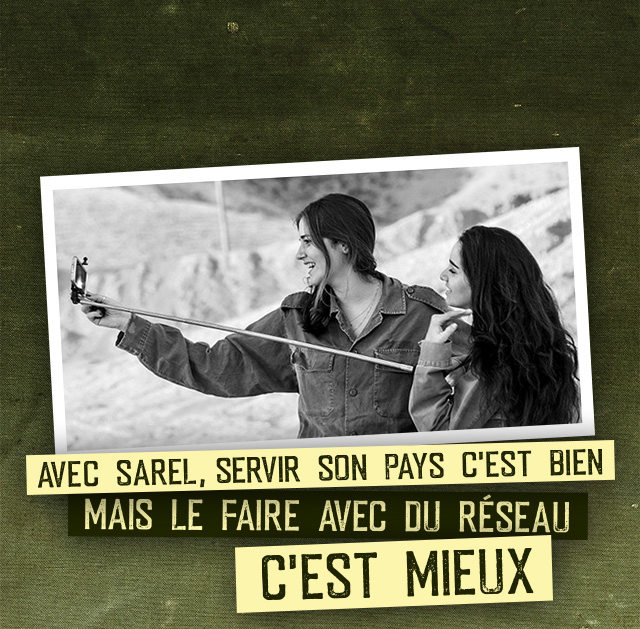 AVEC SAREL, SERVIR SON PAYS C'EST BIEN
MAIS LE FAIRE AVEC DU RÉSEAU
C'EST MIEUX